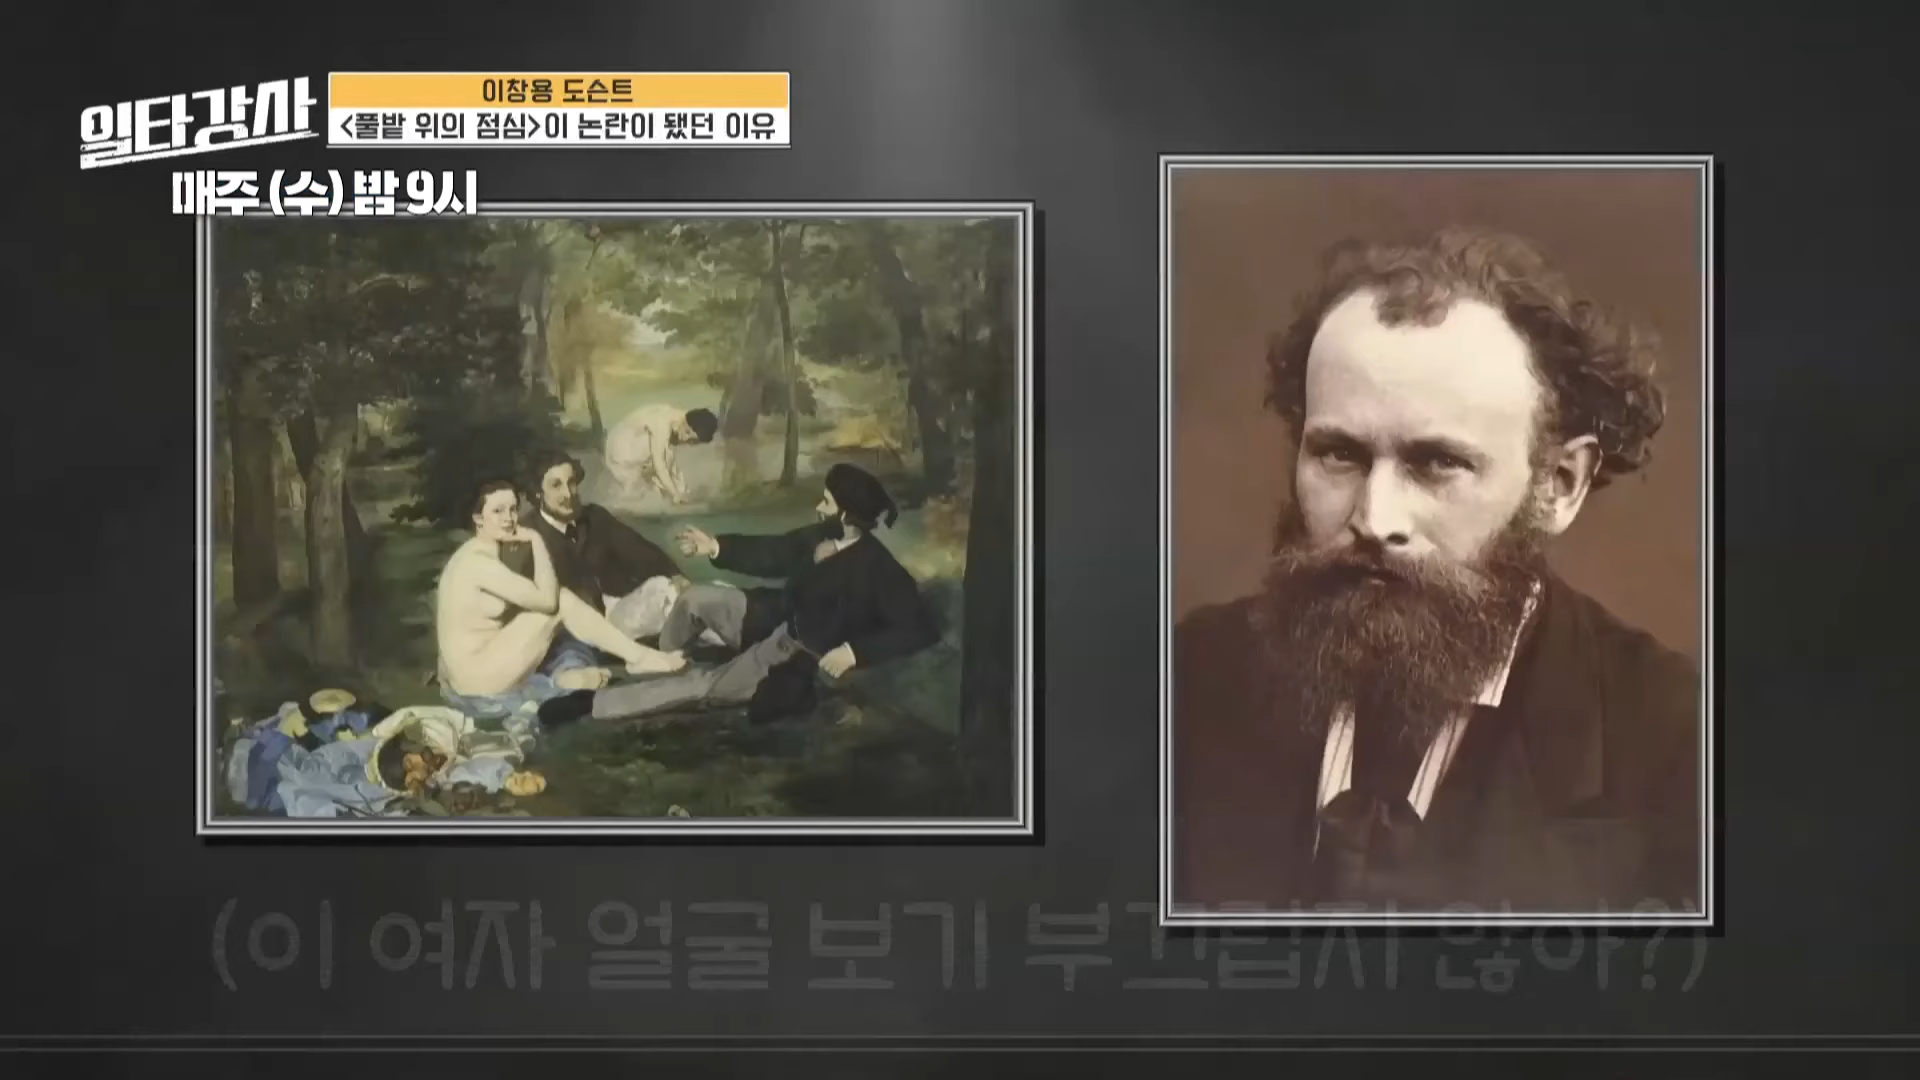 일타강사
이창용 도슨트
<풀밭 위의 점심>이 논란이 됐던 이유
매주 (수) 밤 9시
(이 여자 얼굴 보기 부끄럽지 않아?)